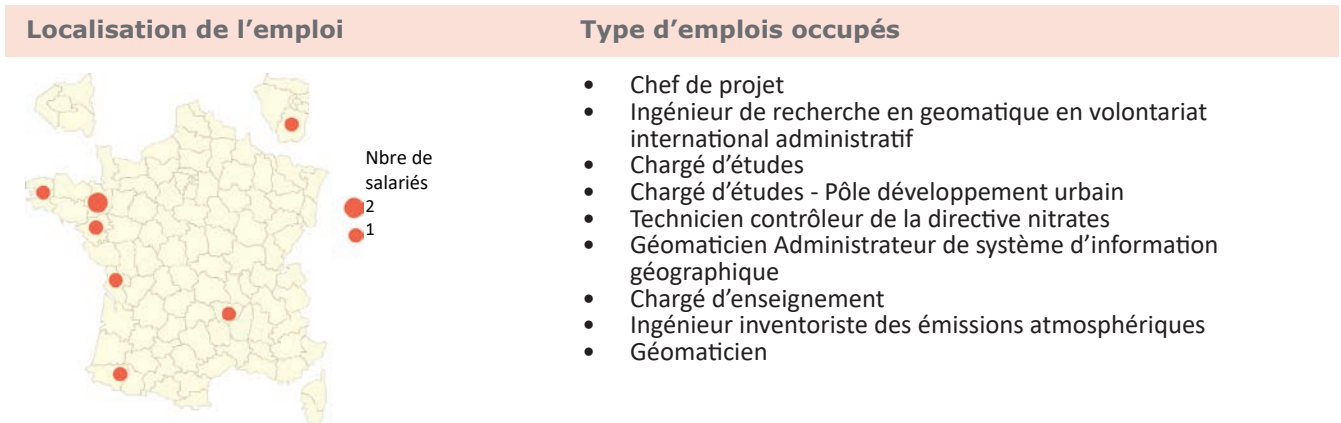 Localisation de l’emploi
Type d’emplois occupés
Nbre de
salariés
2
1
• Chef de projet
• Ingénieur de recherche en geomatique en volontariat
international administratif
• Chargé d’études
• Chargé d’études - Pôle développement urbain
• Technicien contrôleur de la directive nitrates
• Géomaticien Administrateur de système d’information
géographique
• Chargé d’enseignement
• Ingénieur inventoriste des émissions atmosphériques
• Géomaticien